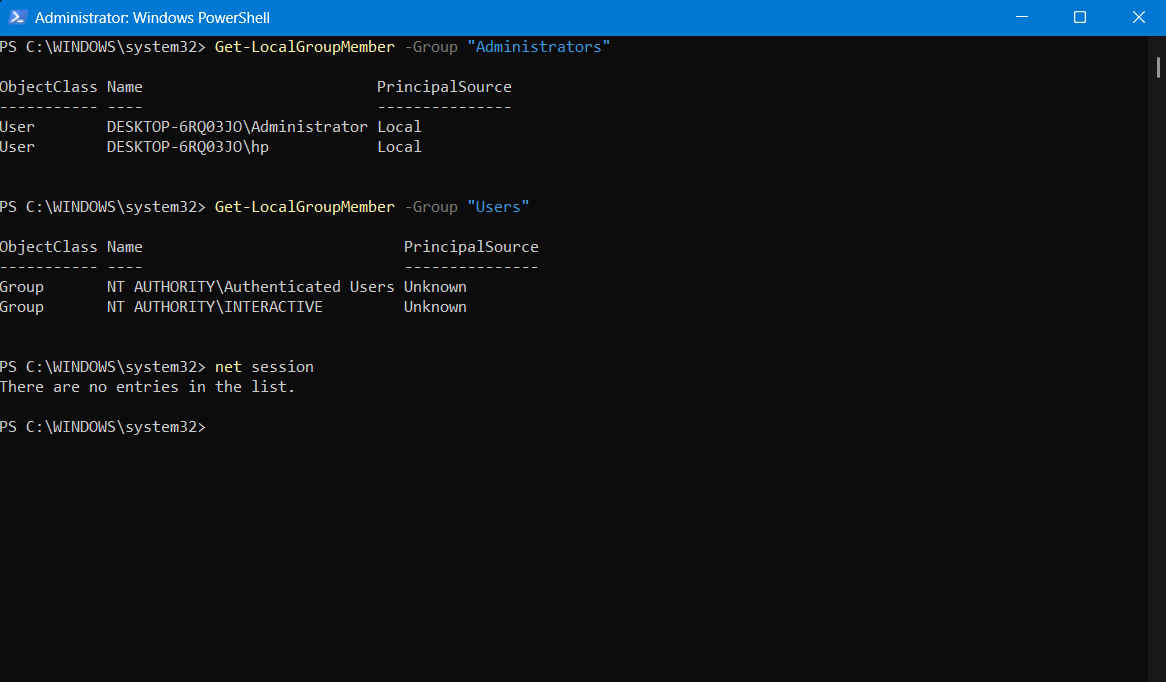 Administrator: Windows PowerShell
PS C:\WINDOWS\system32> Get-LocalGroupMember -Group "Administrators"
ObjectClass Name                          PrincipalSource
----------- ----                          ---------------
User        DESKTOP-6RQ03JO\Administrator Local
User        DESKTOP-6RQ03JO\hp            Local
PS C:\WINDOWS\system32> Get-LocalGroupMember -Group "Users"
ObjectClass Name                             PrincipalSource
----------- ----                             ---------------
Group       NT AUTHORITY\Authenticated Users Unknown
Group       NT AUTHORITY\INTERACTIVE         Unknown
PS C:\WINDOWS\system32> net session
There are no entries in the list.
PS C:\WINDOWS\system32>